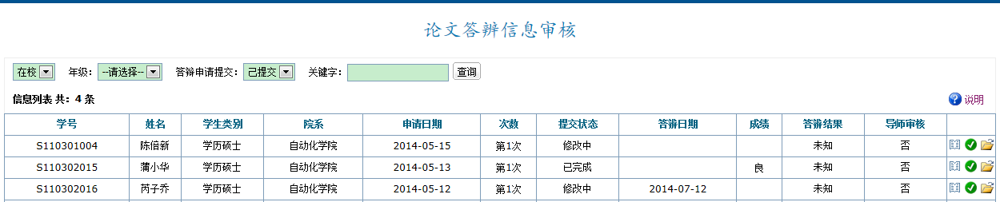 论文答辨信息审核
在校 年级: --请选择-- 答辩申请提交: 己提交 关键字: 查询
信息列表 共: 4 条 说明
学号 姓名 学生类别 院系 申请日期 次数 提交状态 答辨日期 成绩 答辨结果 导师审核
S110301004 陈倍新 学历硕士 自动化学院 2014-05-15 第1次 修改中 未知 否
S110302015 蒲小华 学历硕士 自动化学院 2014-05-13 第1次 已完成 良 未知 否
S110302016 芮子乔 学历硕士 自动化学院 2014-05-12 第1次 修改中 2014-07-12 未知 否